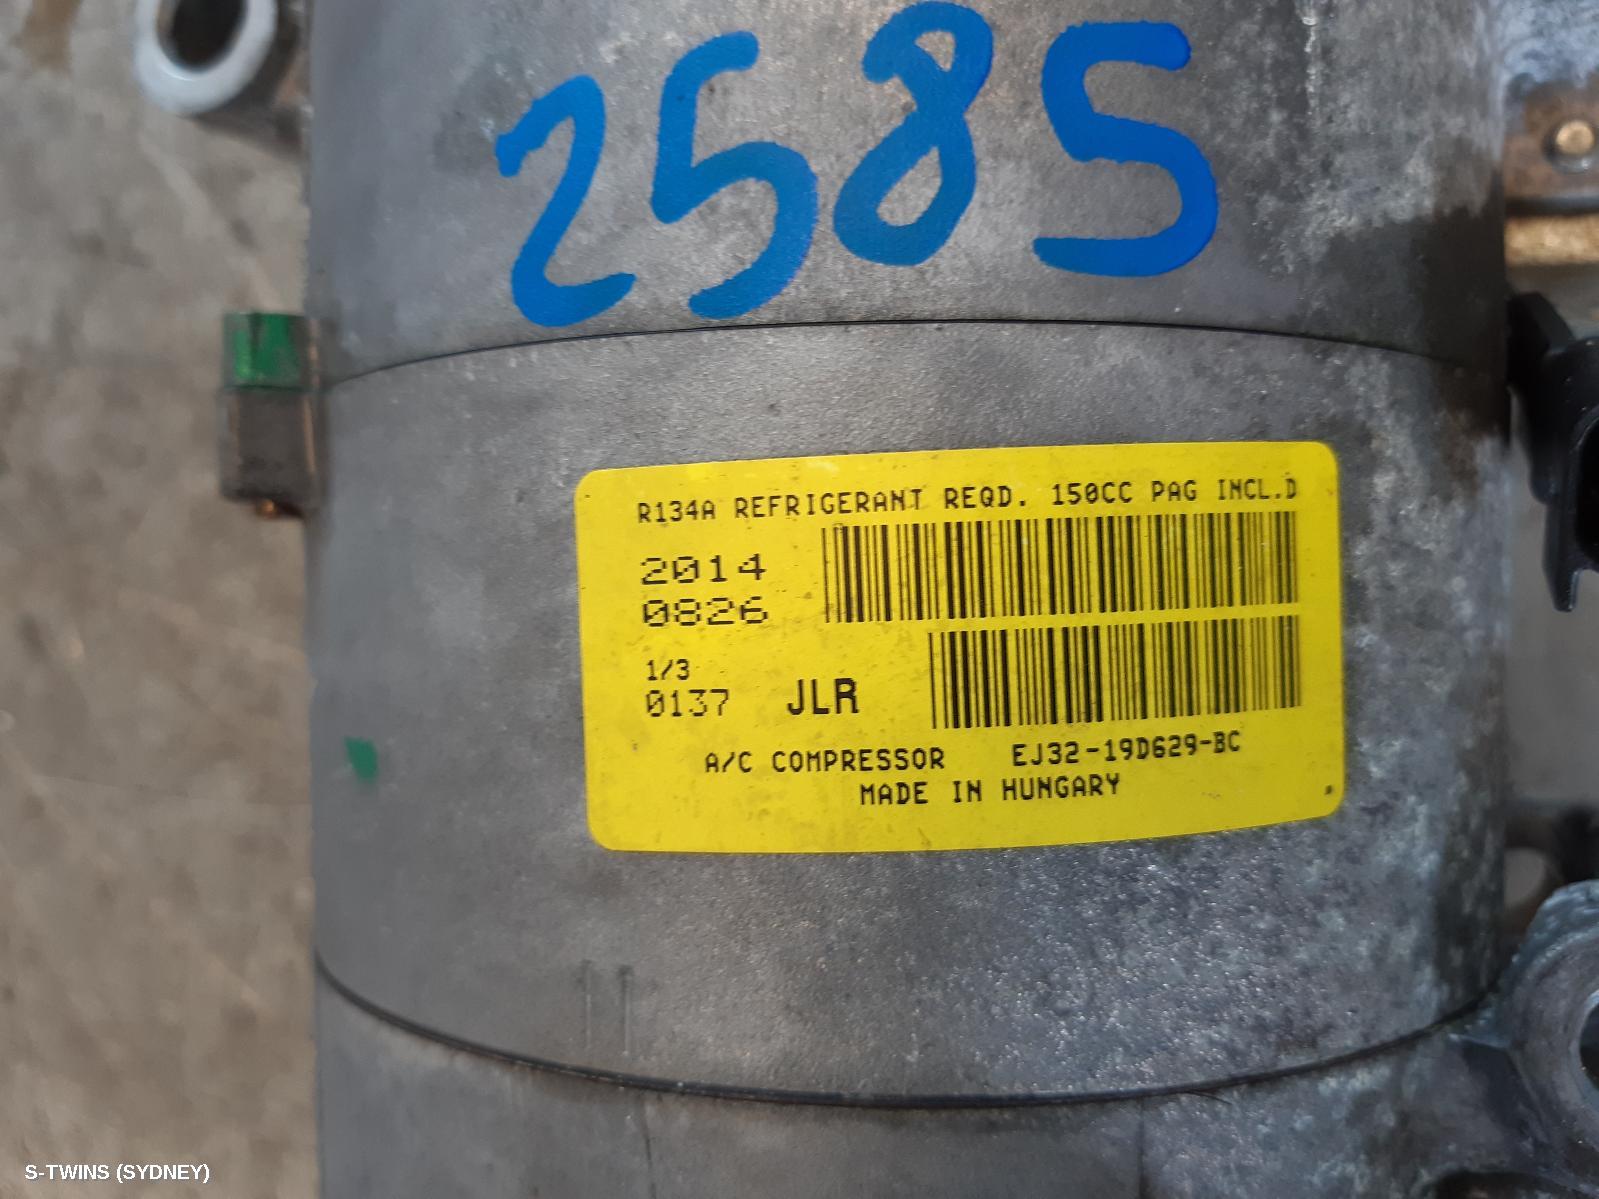 2585
R134A REFRIGERANT REQD. 150CC PAG INCL.D
2014
0826
1/3
0137 JLR
A/C COMPRESSOR EJ32-19D629-BC
MADE IN HUNGARY
S-TWINS (SYDNEY)